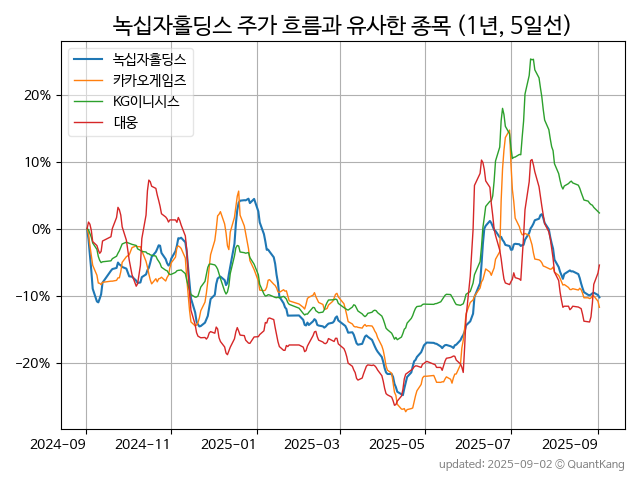 녹십자홀딩스 주가 흐름과 유사한 종목 (1년, 5일선)
녹십자홀딩스
카카오게임즈
KG이니시스
대웅
20%
10%
0%
−10%
−20%
2024-09
2024-11
2025-01
2025-03
2025-05
2025-07
2025-09
updated: 2025-09-02 © QuantKang